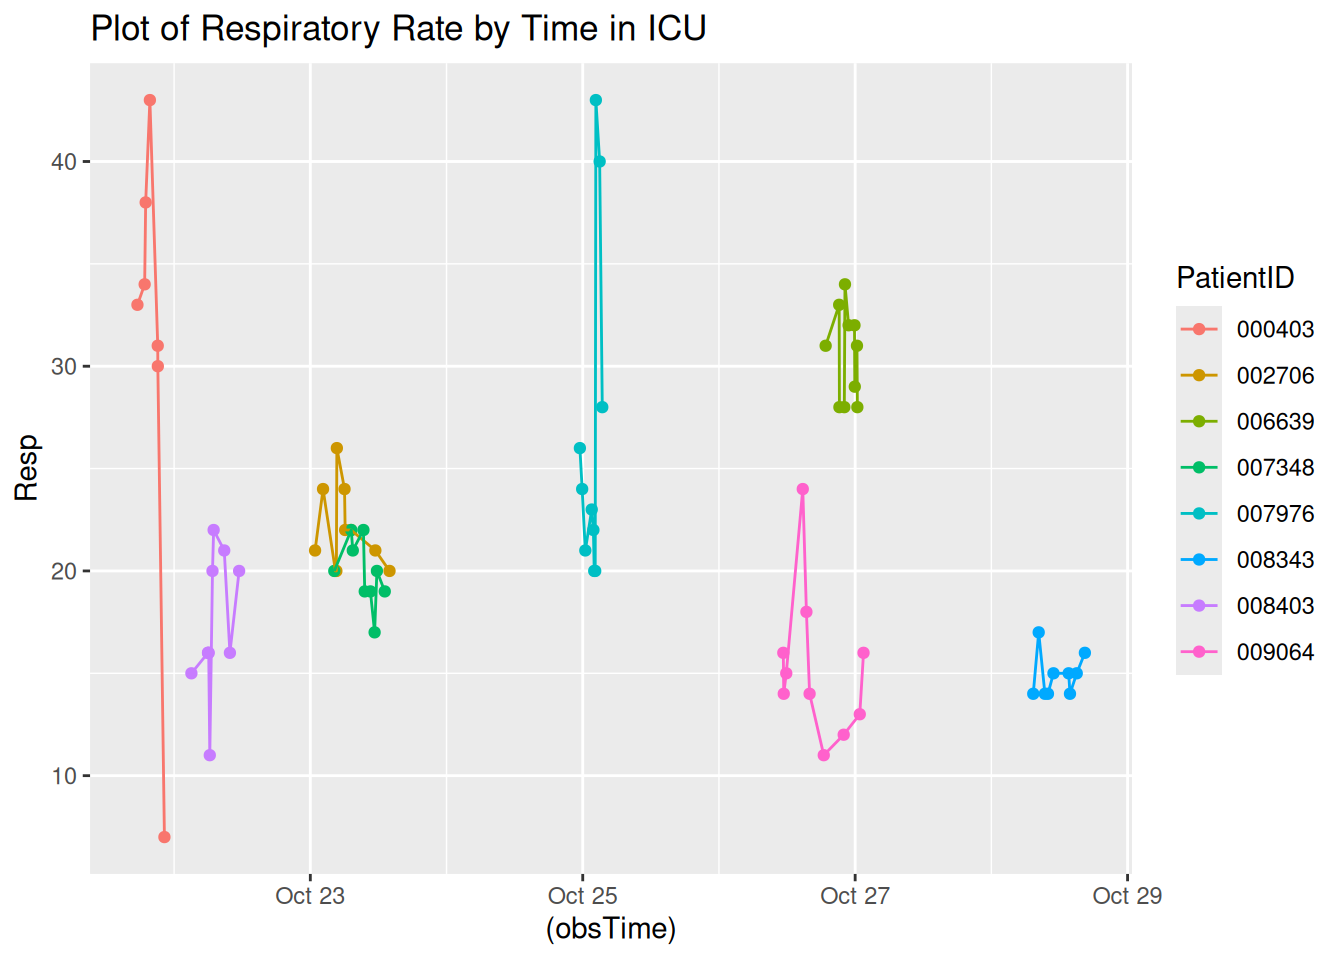 Plot of Respiratory Rate by Time in ICU
Resp
40
30
20
10
Oct 23
Oct 25
Oct 27
Oct 29
(obsTime)
PatientID
000403
002706
006639
007348
007976
008343
008403
009064